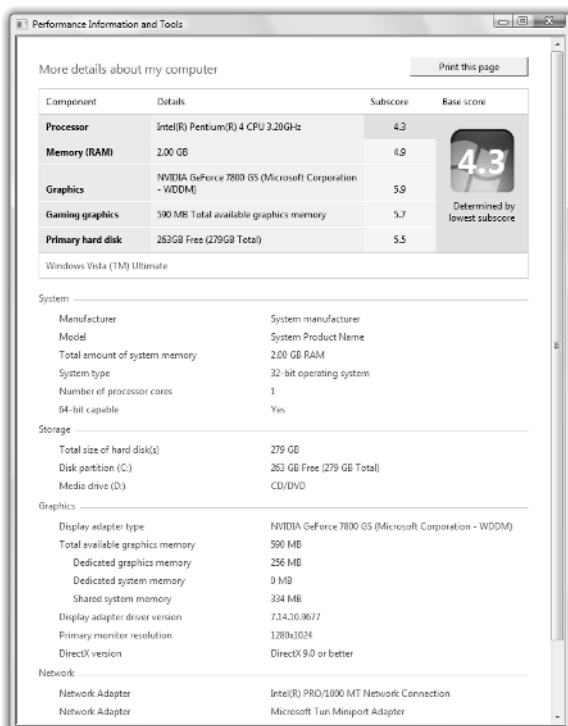 Performance Information and Tools
More details about my computer
Print this page
Component Details Subscore Base score
Processor Intel(R) Pentium(R) 4 CPU 3.20GHz 4.3
Memory (RAM) 2.00 GB 4.9
Graphics NVIDIA GeForce 7800 GS (Microsoft Corporation - WDDM) 5.9
Gaming graphics 590 MB Total available graphics memory 5.7
Primary hard disk 263GB Free (279GB Total) 5.5
4.3
Determined by
lowest subscore
Windows Vista (TM) Ultimate
System
Manufacturer System manufacturer
Model System Product Name
Total amount of system memory 2.00 GB RAM
System type 32-bit operating system
Number of processor cores 1
64-bit capable Yes
Storage
Total size of hard disk(s) 279 GB
Disk partition (C:) 263 GB Free (279 GB Total)
Media drive (D:) CD/DVD
Graphics
Display adapter type NVIDIA GeForce 7800 GS (Microsoft Corporation - WDDM)
Total available graphics memory 590 MB
Dedicated graphics memory 256 MB
Dedicated system memory 0 MB
Shared system memory 334 MB
Display adapter driver version 7.14.10.9677
Primary monitor resolution 1280x1024
DirectX version DirectX 9.0 or better
Network
Network Adapter Intel(R) PRO/1000 MT Network Connection
Network Adapter Microsoft Tun Miniport Adapter